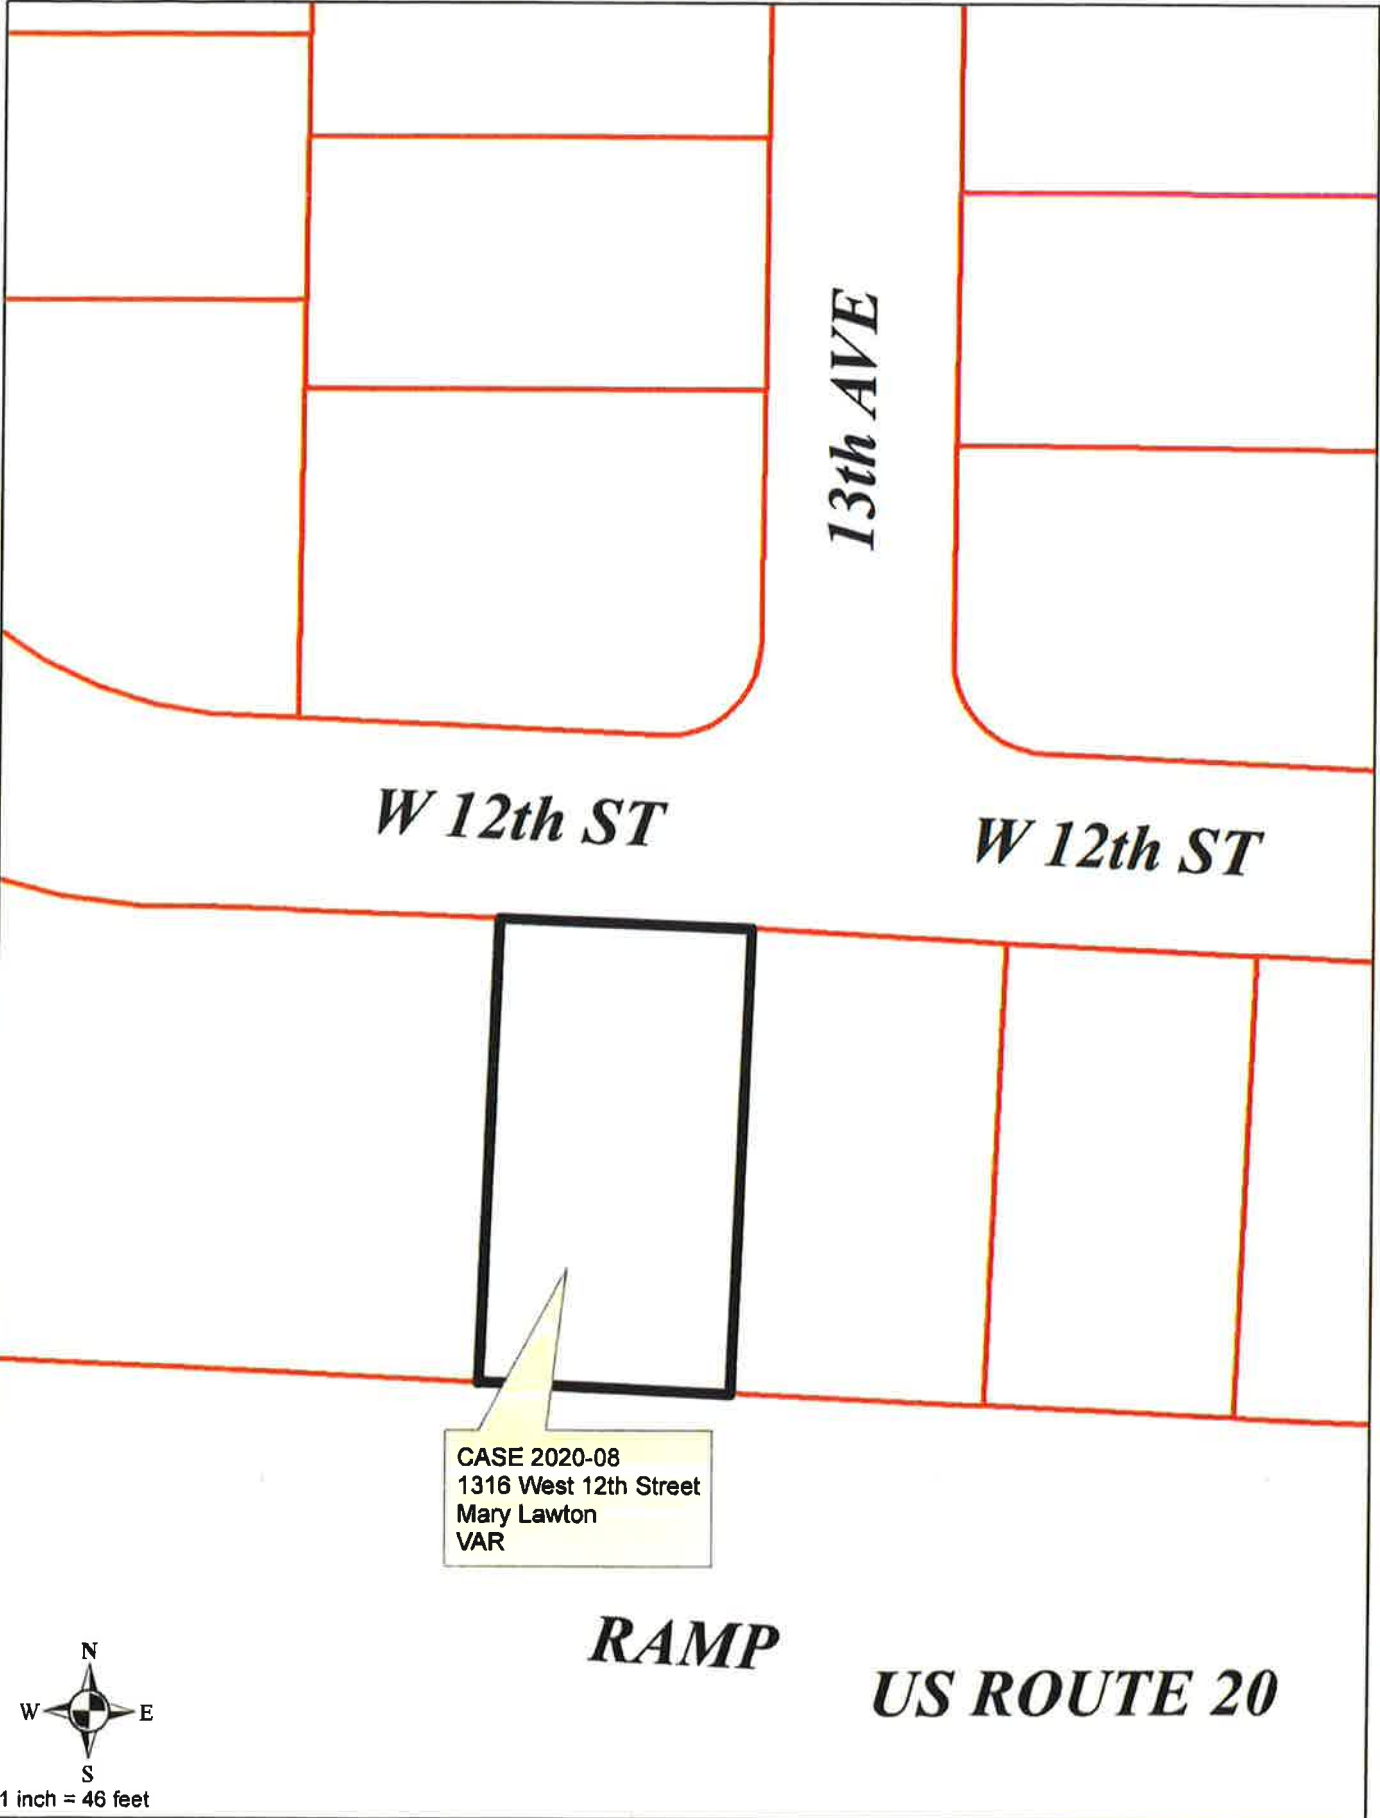 13th AVE
W 12th ST
W 12th ST
CASE 2020-08
1316 West 12th Street
Mary Lawton
VAR
RAMP
US ROUTE 20
N
W E
S
1 inch = 46 feet